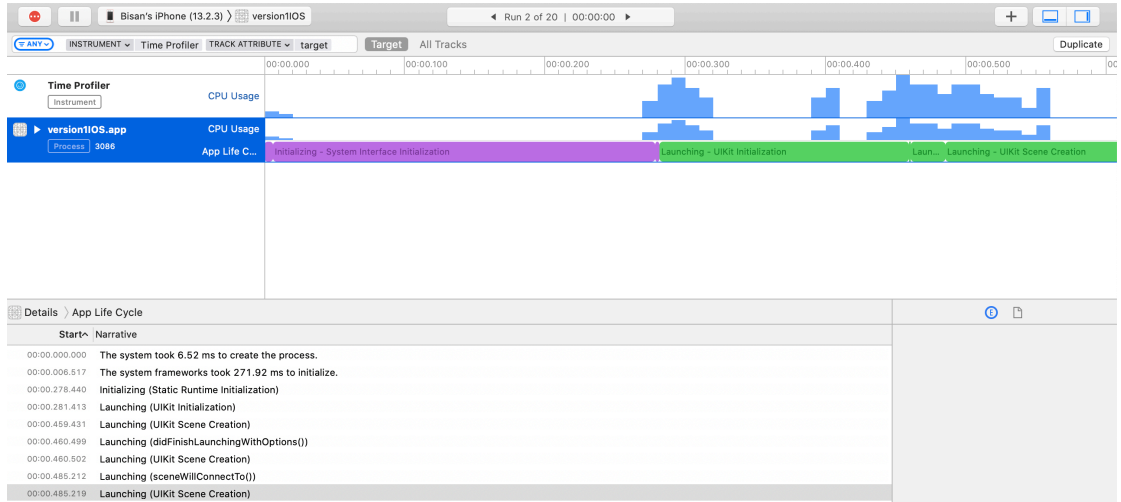 Bisan's iPhone (13.2.3) 〉 version1IOS
Run 2 of 20 | 00:00:00
ANY INSTRUMENT Time Profiler TRACK ATTRIBUTE target Target All Tracks Duplicate
00:00.000 00:00.100 00:00.200 00:00.300 00:00.400 00:00.500 00
Time Profiler
Instrument
CPU Usage
version1IOS.app CPU Usage
Process 3086 App Life C...
Initializing - System Interface Initialization Launching - UIKit Initialization Laun... Launching - UIKit Scene Creation
Details 〉 App Life Cycle E
Start Narrative
00:00.000.000 The system took 6.52 ms to create the process.
00:00.006.517 The system frameworks took 271.92 ms to initialize.
00:00.278.440 Initializing (Static Runtime Initialization)
00:00.281.413 Launching (UIKit Initialization)
00:00.459.431 Launching (UIKit Scene Creation)
00:00.460.499 Launching (didFinishLaunchingWithOptions())
00:00.460.502 Launching (UIKit Scene Creation)
00:00.485.212 Launching (sceneWillConnectTo())
00:00.485.219 Launching (UIKit Scene Creation)